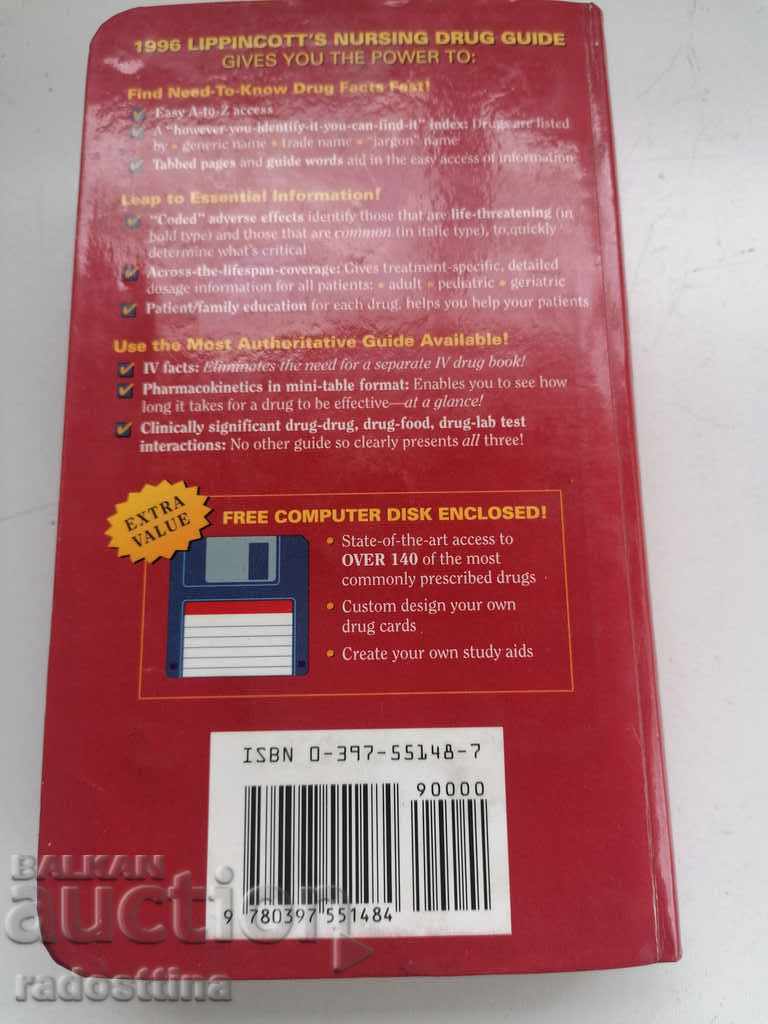 1996 LIPPINCOTT'S NURSING DRUG GUIDE
GIVES YOU THE POWER TO:
Find Need-To-Know Drug Facts Fast!
Easy A-to-Z access
A "however-you-identify-it-you-can-find-it" index: Drugs are listed
by • generic name • trade name • "jargon" name
Tabbed pages and guide words aid in the easy access of information
Leap to Essential Information!
"Coded" adverse effects identify those that are life-threatening (in
bold type) and those that are common (in italic type), to quickly
determine what's critical
Across-the-lifespan-coverage: Gives treatment-specific, detailed
dosage information for all patients: • adult • pediatric • geriatric
Patient/family education for each drug, helps you help your patients
Use the Most Authoritative Guide Available!
IV facts: Eliminates the need for a separate IV drug book!
Pharmacokinetics in mini-table format: Enables you to see how
long it takes for a drug to be effective—at a glance!
Clinically significant drug-drug, drug-food, drug-lab test
interactions: No other guide so clearly presents all three!
EXTRA
VALUE
FREE COMPUTER DISK ENCLOSED!
• State-of-the-art access to
OVER 140 of the most
commonly prescribed drugs
• Custom design your own
drug cards
• Create your own study aids
ISBN 0-397-55148-7
90000
9 780397 551484
BALKAN
auction
radosttina